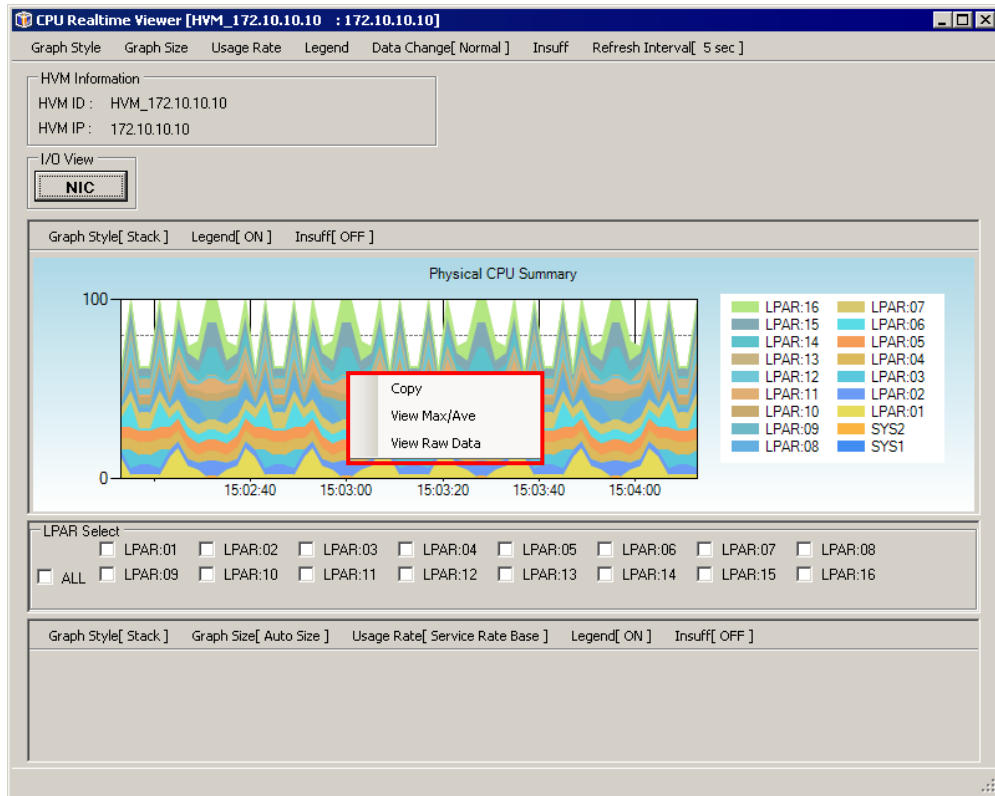 CPU Realtime Viewer [HVM_172.10.10.10 : 172.10.10.10]
Graph Style Graph Size Usage Rate Legend Data Change[ Normal ] Insuff Refresh Interval[ 5 sec ]
HVM Information
HVM ID : HVM_172.10.10.10
HVM IP : 172.10.10.10
I/O View
NIC
Graph Style[ Stack ] Legend[ ON ] Insuff[ OFF ]
Physical CPU Summary
100
0
15:02:40 15:03:00 15:03:20 15:03:40 15:04:00
LPAR:16 LPAR:07
LPAR:15 LPAR:06
LPAR:14 LPAR:05
LPAR:13 LPAR:04
LPAR:12 LPAR:03
LPAR:11 LPAR:02
LPAR:10 LPAR:01
LPAR:09 SYS2
LPAR:08 SYS1
Copy
View Max/Ave
View Raw Data
LPAR Select
LPAR:01 LPAR:02 LPAR:03 LPAR:04 LPAR:05 LPAR:06 LPAR:07 LPAR:08
ALL LPAR:09 LPAR:10 LPAR:11 LPAR:12 LPAR:13 LPAR:14 LPAR:15 LPAR:16
Graph Style[ Stack ] Graph Size[ Auto Size ] Usage Rate[ Service Rate Base ] Legend[ ON ] Insuff[ OFF ]